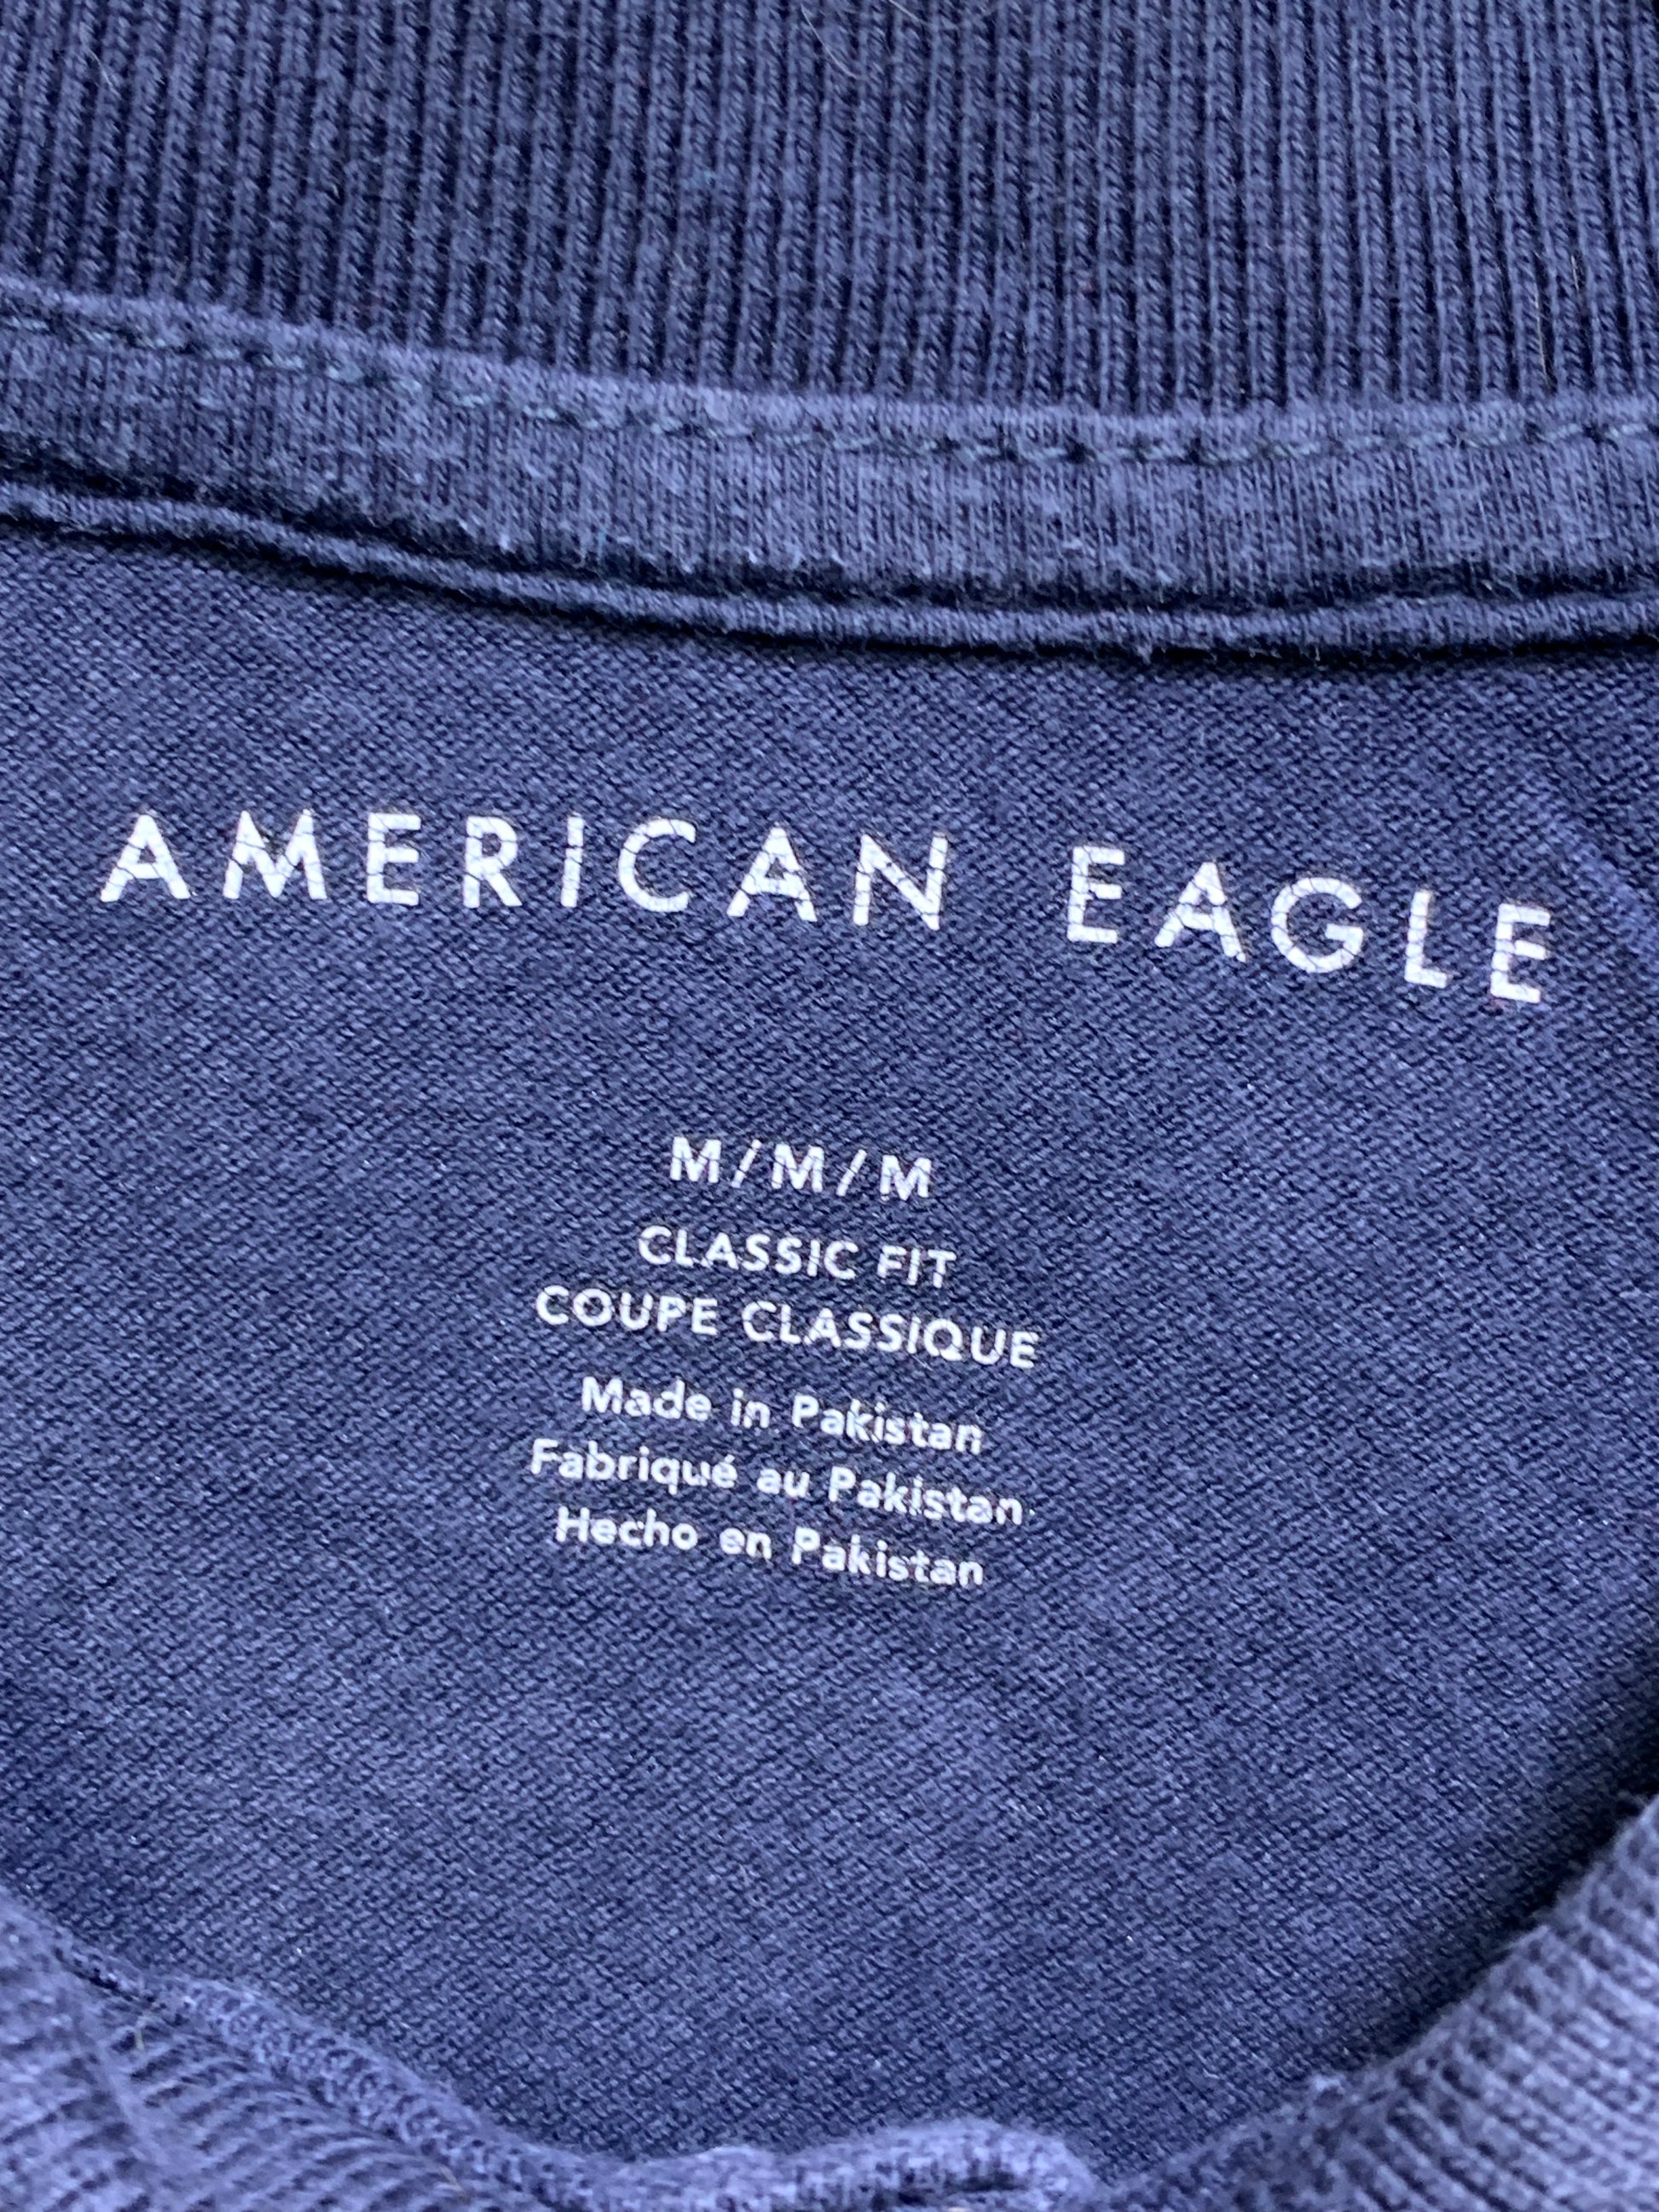 AMERICAN EAGLE
M/M/M
CLASSIC FIT
COUPE CLASSIQUE
Made in Pakistan
Fabriqué au Pakistan
Hecho en Pakistan